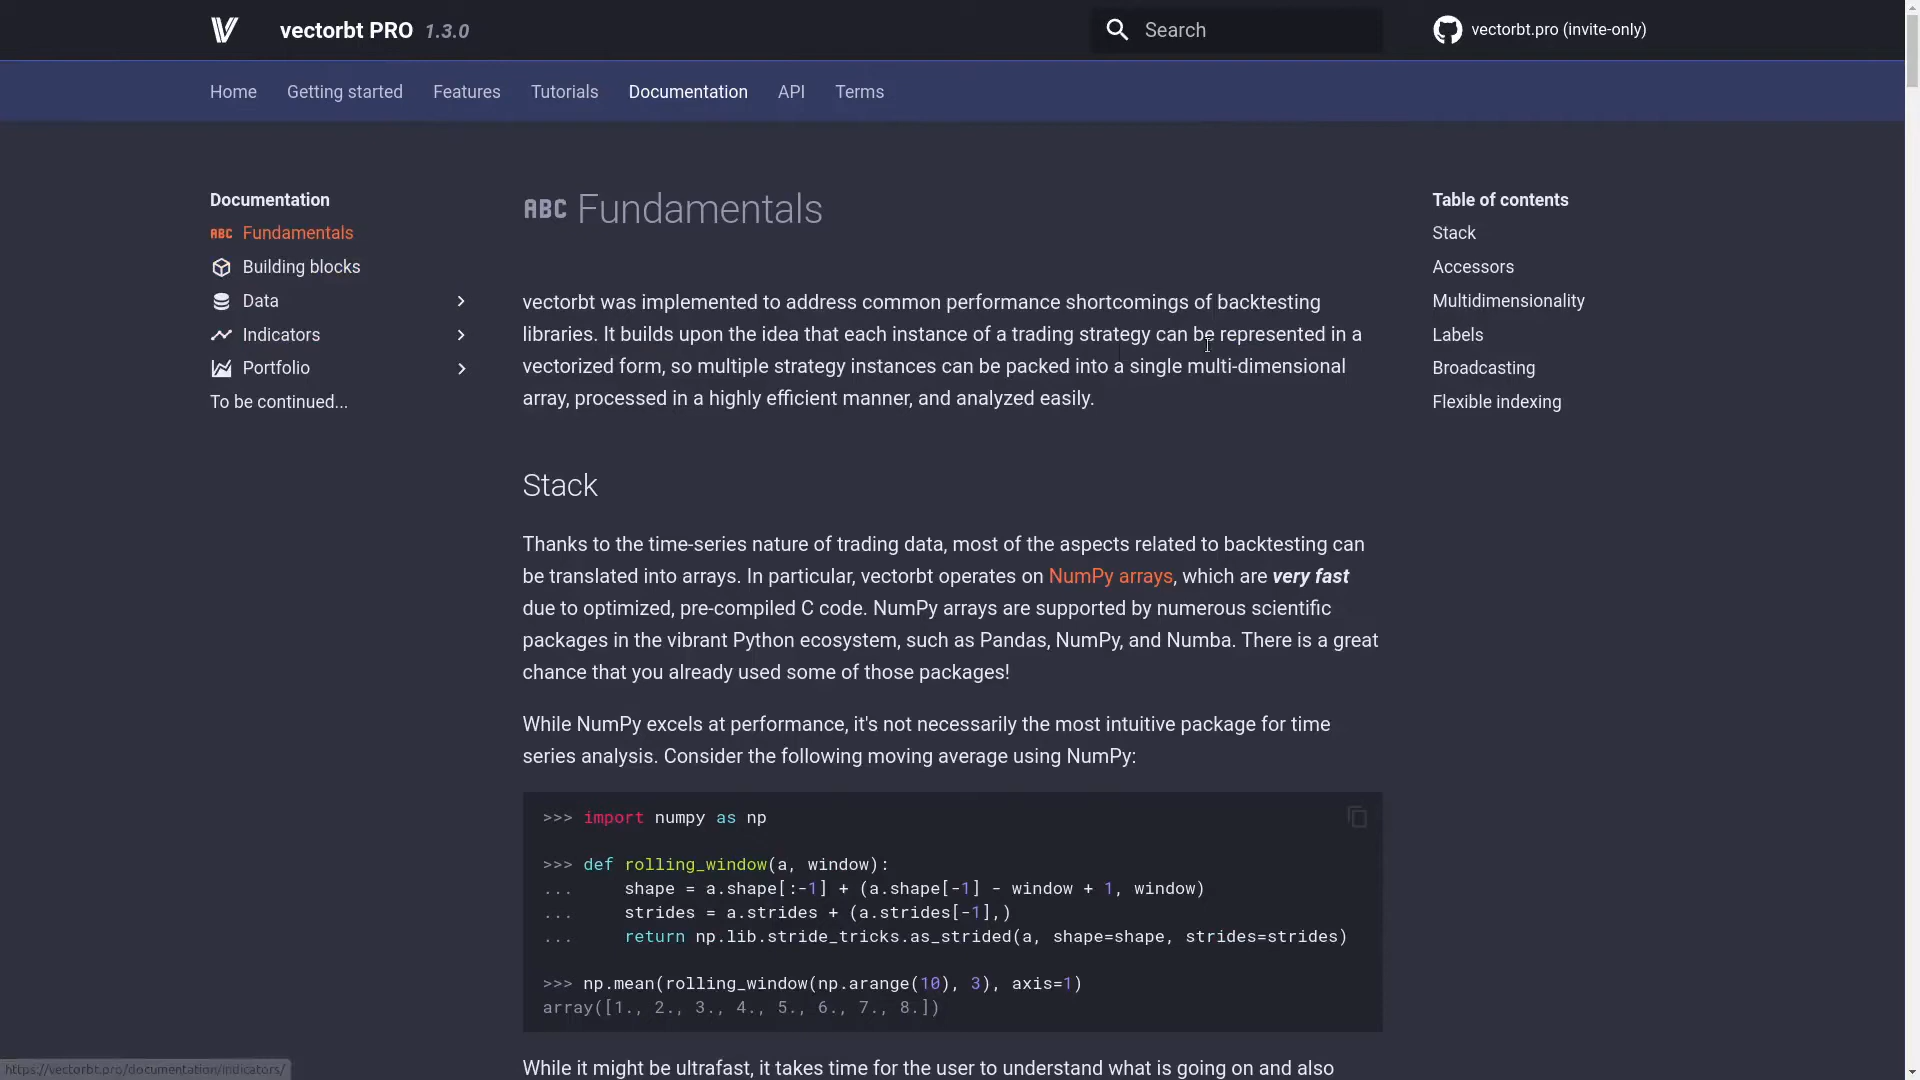 vectorbt PRO 1.3.0
Search
vectorbt.pro (invite-only)
Home Getting started Features Tutorials Documentation API Terms
Documentation
ABC Fundamentals
Building blocks
Data
Indicators
Portfolio
To be continued...
ABC Fundamentals
vectorbt was implemented to address common performance shortcomings of backtesting
libraries. It builds upon the idea that each instance of a trading strategy can be represented in a
vectorized form, so multiple strategy instances can be packed into a single multi-dimensional
array, processed in a highly efficient manner, and analyzed easily.
Stack
Thanks to the time-series nature of trading data, most of the aspects related to backtesting can
be translated into arrays. In particular, vectorbt operates on NumPy arrays, which are very fast
due to optimized, pre-compiled C code. NumPy arrays are supported by numerous scientific
packages in the vibrant Python ecosystem, such as Pandas, NumPy, and Numba. There is a great
chance that you already used some of those packages!
While NumPy excels at performance, it's not necessarily the most intuitive package for time
series analysis. Consider the following moving average using NumPy:
>>> import numpy as np
>>> def rolling_window(a, window):
...     shape = a.shape[:-1] + (a.shape[-1] - window + 1, window)
...     strides = a.strides + (a.strides[-1],)
...     return np.lib.stride_tricks.as_strided(a, shape=shape, strides=strides)
>>> np.mean(rolling_window(np.arange(10), 3), axis=1)
array([1., 2., 3., 4., 5., 6., 7., 8.])
While it might be ultrafast, it takes time for the user to understand what is going on and also
Table of contents
Stack
Accessors
Multidimensionality
Labels
Broadcasting
Flexible indexing
https://vectorbt.pro/documentation/indicators/